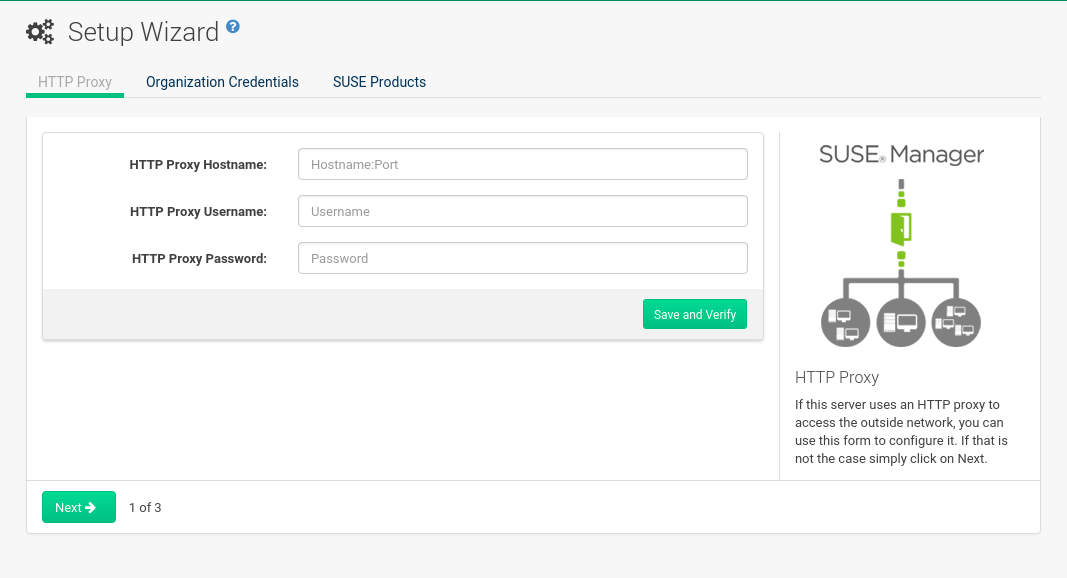 Setup Wizard ?
HTTP Proxy Organization Credentials SUSE Products
HTTP Proxy Hostname: Hostname:Port
HTTP Proxy Username: Username
HTTP Proxy Password: Password
Save and Verify
SUSE® Manager
HTTP Proxy
If this server uses an HTTP proxy to
access the outside network, you can
use this form to configure it. If that is
not the case simply click on Next.
Next 1 of 3